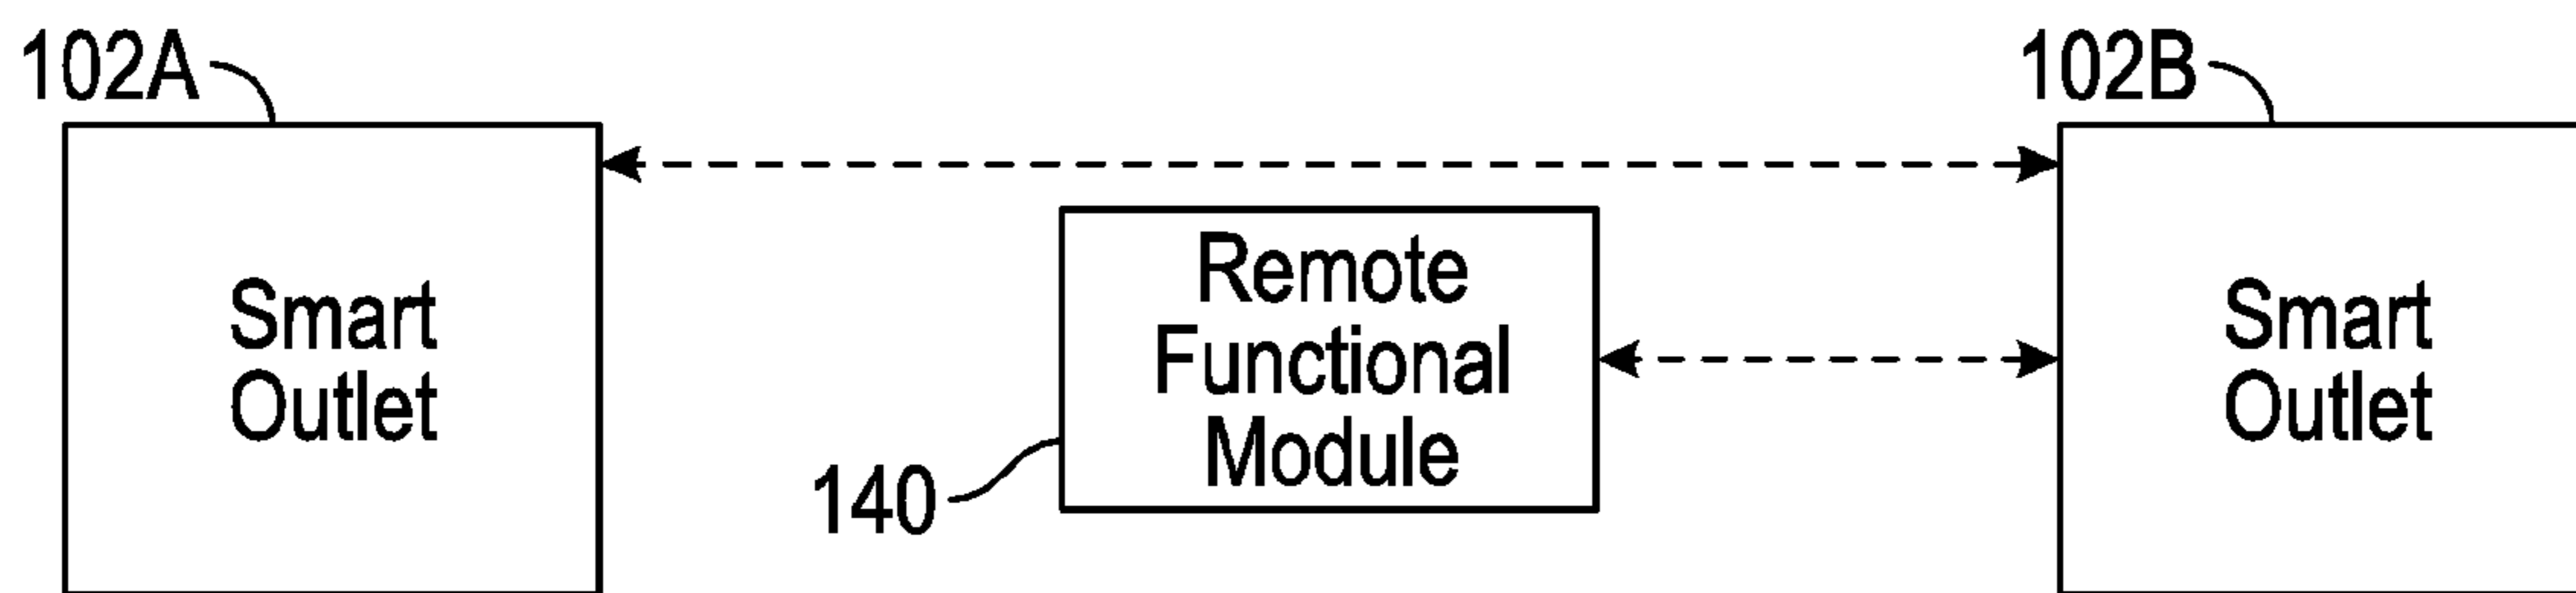 102A
102B
Smart
Outlet
Remote
Functional
Module
140
Smart
Outlet